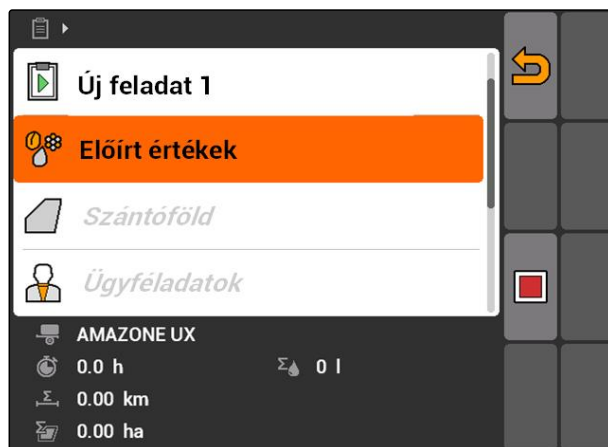 Új feladat 1
Előírt értékek
Szántóföld
Ügyféladatok
AMAZONE UX
0.0 h
Σ 0 l
Σ 0.00 km
Σ 0.00 ha